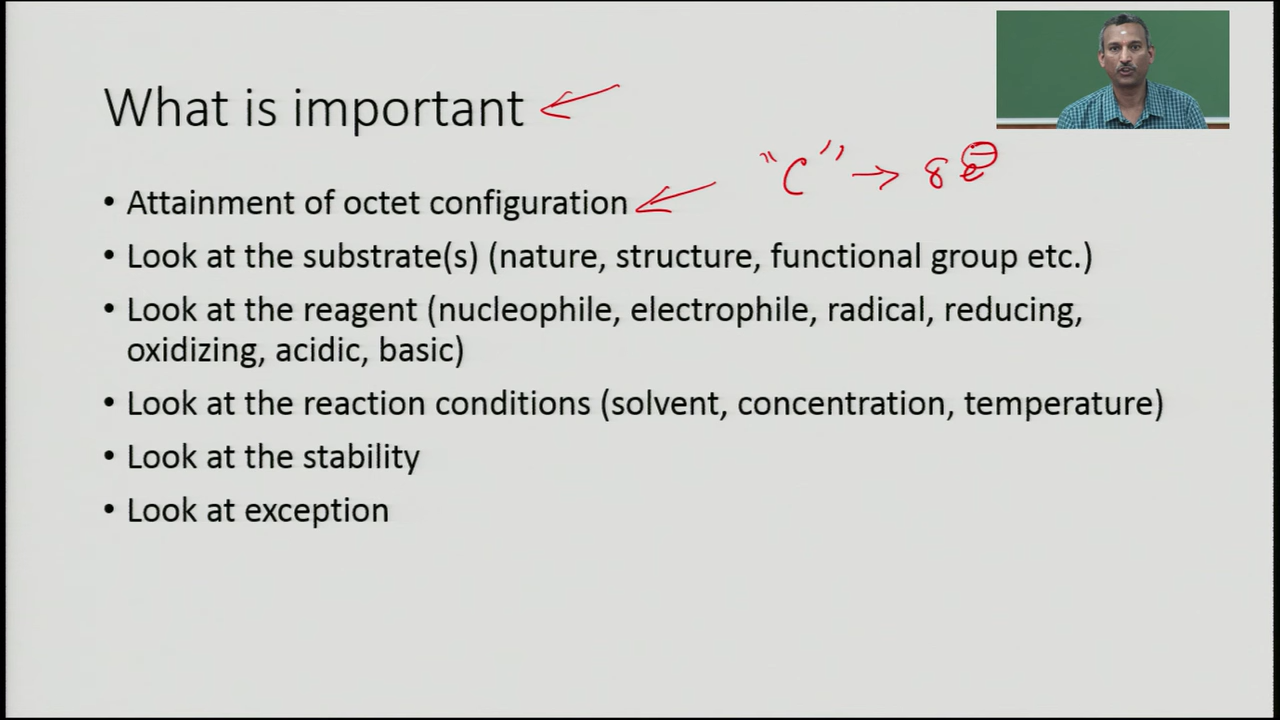 What is important
"C" → 8 e⊖
• Attainment of octet configuration
• Look at the substrate(s) (nature, structure, functional group etc.)
• Look at the reagent (nucleophile, electrophile, radical, reducing,
oxidizing, acidic, basic)
• Look at the reaction conditions (solvent, concentration, temperature)
• Look at the stability
• Look at exception